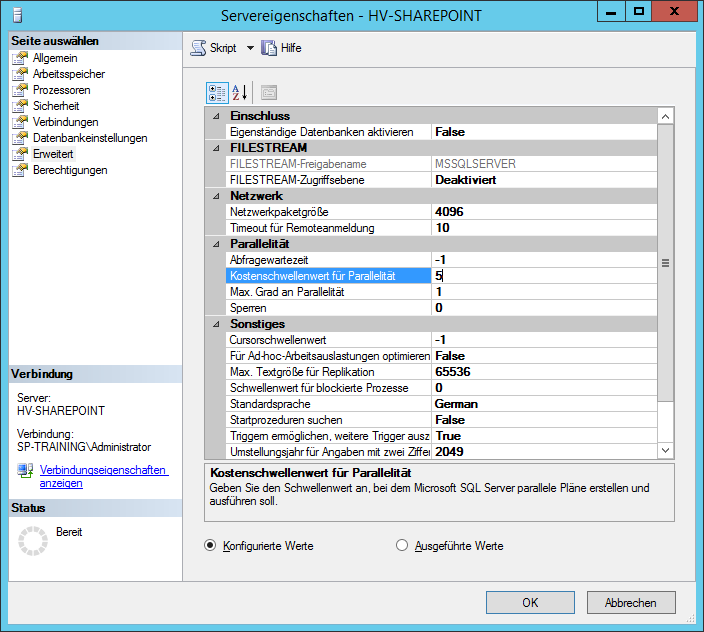 Servereigenschaften - HV-SHAREPOINT
Seite auswählen
Allgemein
Arbeitsspeicher
Prozessoren
Sicherheit
Verbindungen
Datenbankeinstellungen
Erweitert
Berechtigungen
Verbindung
Server:
HV-SHAREPOINT
Verbindung:
SP-TRAINING\Administrator
Verbindungseigenschaften
anzeigen
Status
Bereit
Skript Hilfe
Einschluss
Eigenständige Datenbanken aktivieren False
FILESTREAM
FILESTREAM-Freigabename MSSQLSERVER
FILESTREAM-Zugriffsebene Deaktiviert
Netzwerk
Netzwerkpaketgröße 4096
Timeout für Remoteanmeldung 10
Parallelität
Abfragewartezeit -1
Kostenschwellenwert für Parallelität 5
Max. Grad an Parallelität 1
Sperren 0
Sonstiges
Cursorschwellenwert -1
Für Ad-hoc-Arbeitsauslastungen optimieren False
Max. Textgröße für Replikation 65536
Schwellenwert für blockierte Prozesse 0
Standardsprache German
Startprozeduren suchen False
Triggern ermöglichen, weitere Trigger ausz True
Umstellungsjahr für Angaben mit zwei Ziffer 2049
Kostenschwellenwert für Parallelität
Geben Sie den Schwellenwert an, bei dem Microsoft SQL Server parallele Pläne erstellen und
ausführen soll.
Konfigurierte Werte Ausgeführte Werte
OK Abbrechen